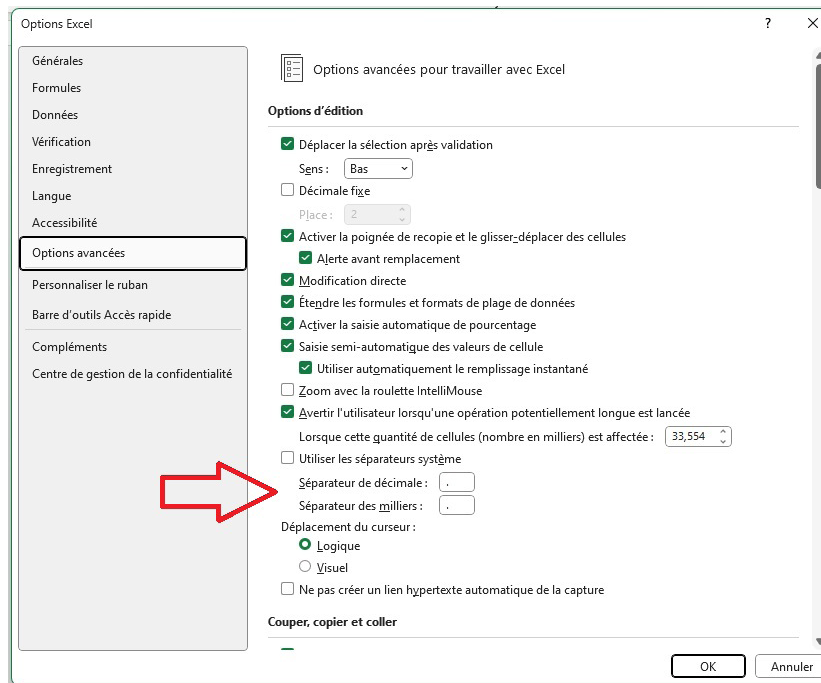 Options Excel
?
Générales
Formules
Données
Vérification
Enregistrement
Langue
Accessibilité
Options avancées
Personnaliser le ruban
Barre d'outils Accès rapide
Compléments
Centre de gestion de la confidentialité
Options avancées pour travailler avec Excel
Options d'édition
Déplacer la sélection après validation
Sens : Bas
Décimale fixe
Place : 2
Activer la poignée de recopie et le glisser-déplacer des cellules
Alerte avant remplacement
Modification directe
Étendre les formules et formats de plage de données
Activer la saisie automatique de pourcentage
Saisie semi-automatique des valeurs de cellule
Utiliser automatiquement le remplissage instantané
Zoom avec la roulette IntelliMouse
Avertir l'utilisateur lorsqu'une opération potentiellement longue est lancée
Lorsque cette quantité de cellules (nombre en milliers) est affectée : 33,554
Utiliser les séparateurs système
Séparateur de décimale : .
Séparateur des milliers : .
Déplacement du curseur :
Logique
Visuel
Ne pas créer un lien hypertexte automatique de la capture
Couper, copier et coller
OK
Annuler